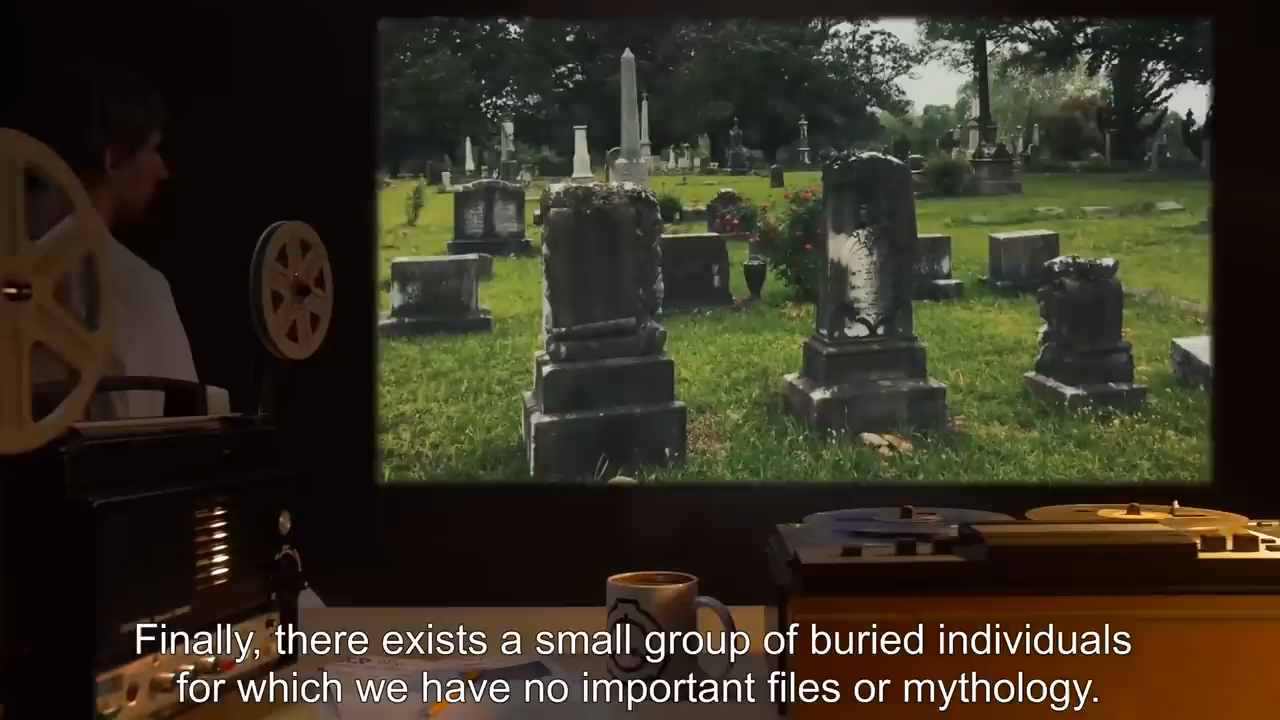 Finally, there exists a small group of buried individuals
for which we have no important files or mythology.